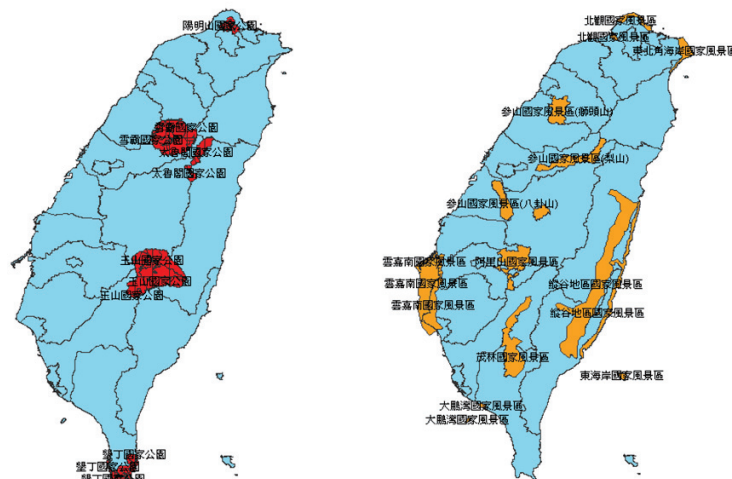 陽明山國家公園
雪霸國家公園
雪霸國家公園
太魯閣國家公園
太魯閣國家公園
玉山國家公園
玉山國家公園
玉山國家公園
墾丁國家公園
墾丁國家公園
墾丁國家公園
北觀國家風景區
北觀國家風景區
東北角海岸國家風景區
參山國家風景區(獅頭山)
參山國家風景區(梨山)
參山國家風景區(八卦山)
雲嘉南國家風景區
阿里山國家風景區
雲嘉南國家風景區
縱谷地區國家風景區
雲嘉南國家風景區
縱谷地區國家風景區
茂林國家風景區
東海岸國家風景區
大鵬灣國家風景區
大鵬灣國家風景區